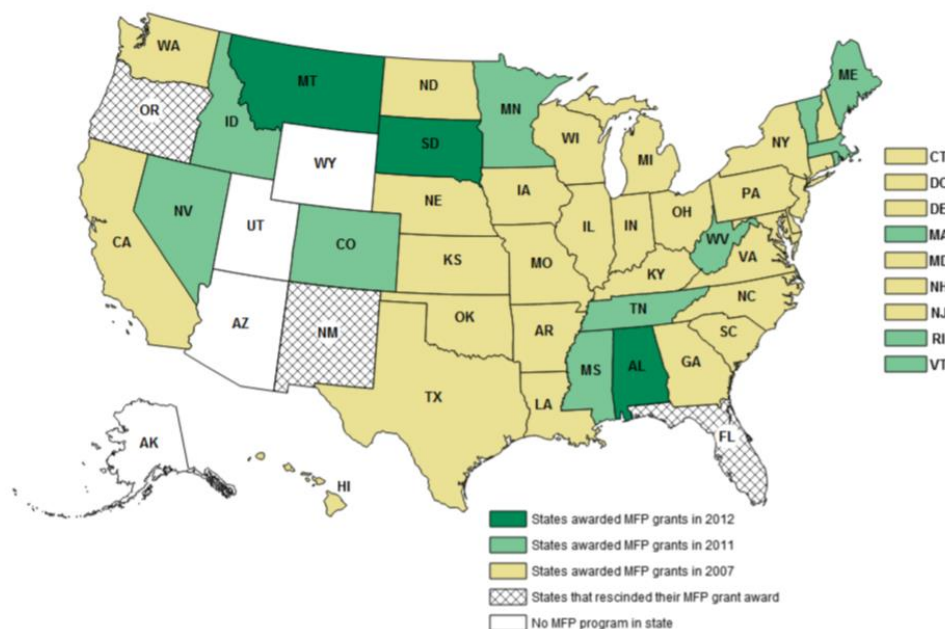 WA
MT
ND
MN
ME
OR
ID
SD
WI
NY
WY
MI
CT
DC
DE
MA
MD
NH
NJ
RI
VT
NV
UT
CO
NE
IA
IL
IN
OH
PA
WV
VA
CA
KS
MO
KY
NC
AZ
NM
OK
AR
TN
SC
MS
AL
GA
TX
LA
FL
AK
HI
States awarded MFP grants in 2012
States awarded MFP grants in 2011
States awarded MFP grants in 2007
States that rescinded their MFP grant award
No MFP program in state